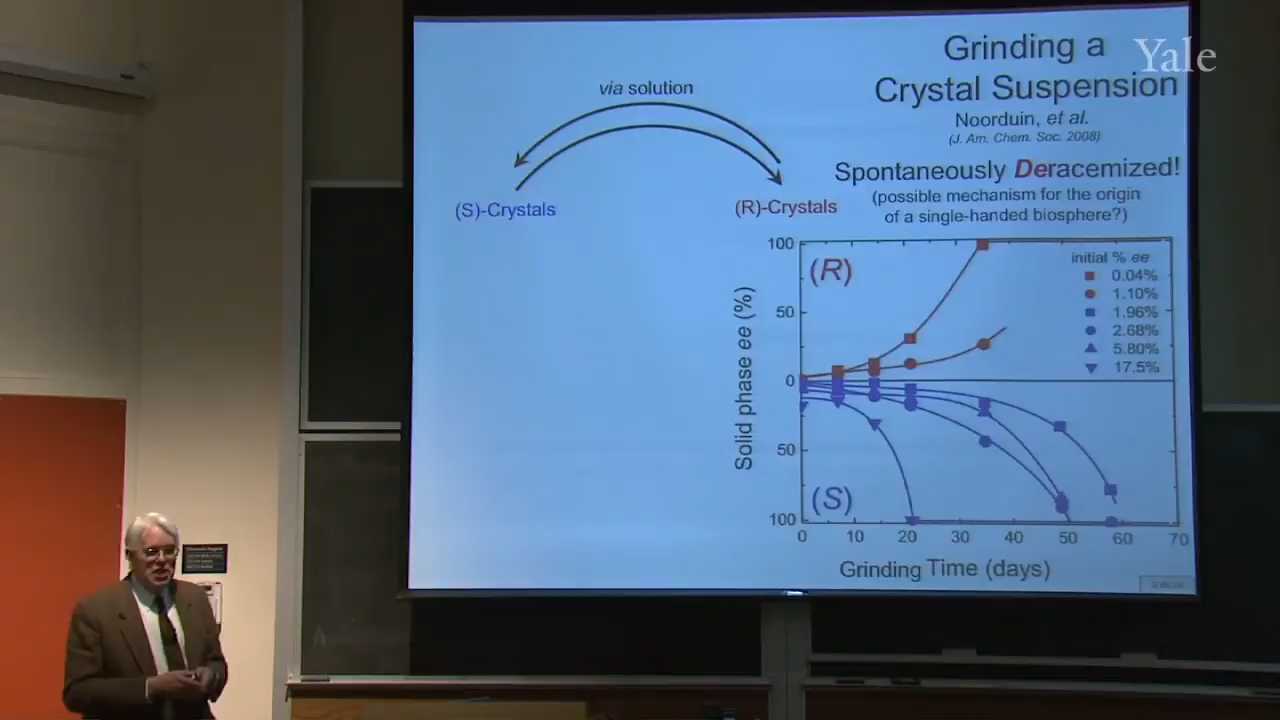 Grinding a
Crystal Suspension
Yale
Noorduin, et al.
(J. Am. Chem. Soc. 2008)
Spontaneously Deracemized!
(possible mechanism for the origin
of a single-handed biosphere?)
via solution
(S)-Crystals
(R)-Crystals
Solid phase ee (%)
100
50
0
50
100
(R)
(S)
initial % ee
0.04%
1.10%
1.96%
2.68%
5.80%
17.5%
0 10 20 30 40 50 60 70
Grinding Time (days)